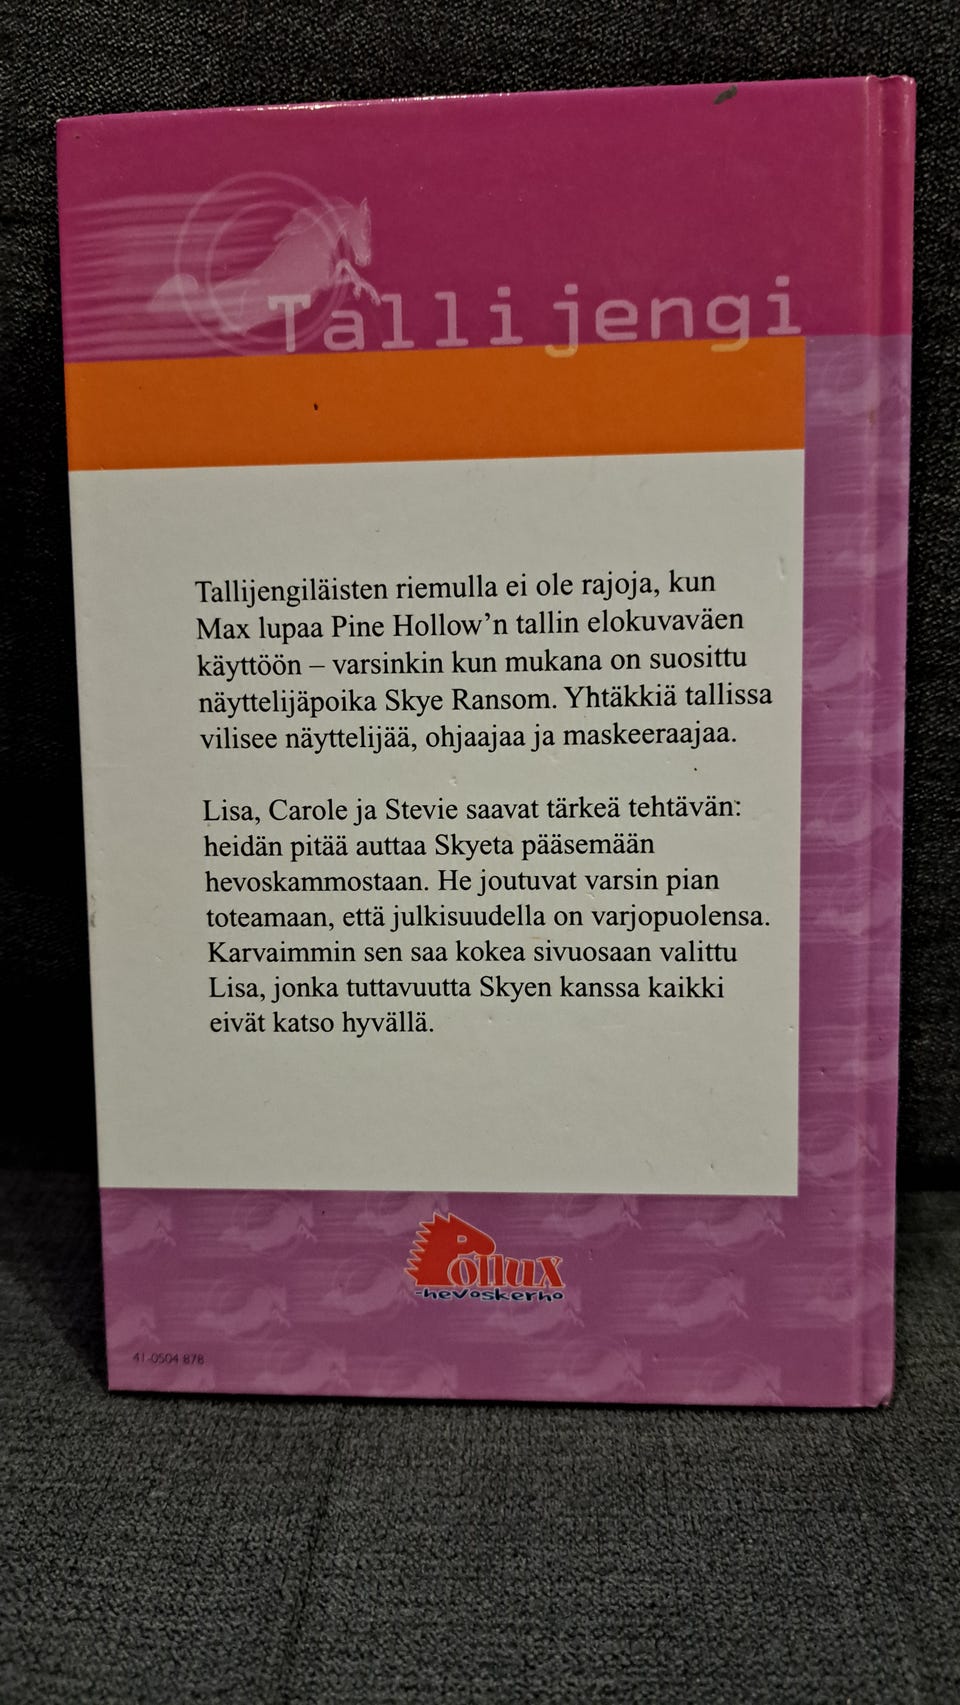 Tallijengi
Tallijengiläisten riemulla ei ole rajoja, kun
Max lupaa Pine Hollow’n tallin elokuvaväen
käyttöön – varsinkin kun mukana on suosittu
näyttelijäpoika Skye Ransom. Yhtäkkiä tallissa
vilisee näyttelijää, ohjaajaa ja maskeeraajaa.
Lisa, Carole ja Stevie saavat tärkeä tehtävän:
heidän pitää auttaa Skyeta pääsemään
hevoskammostaan. He joutuvat varsin pian
toteamaan, että julkisuudella on varjopuolensa.
Karvaimmin sen saa kokea sivuosaan valittu
Lisa, jonka tuttavuutta Skyen kanssa kaikki
eivät katso hyvällä.
Pollux
-hevoskerho
41-0504 878